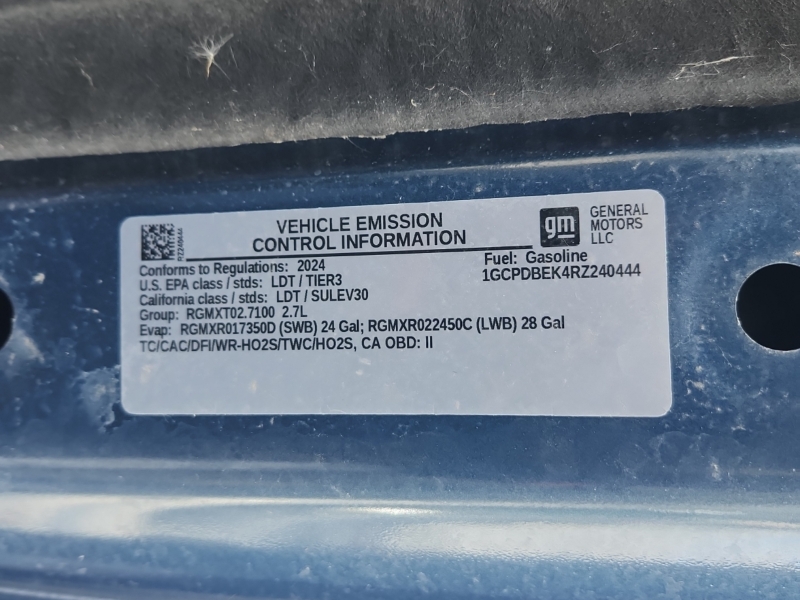 VEHICLE EMISSION
CONTROL INFORMATION
gm
GENERAL
MOTORS
LLC
RZ240444
Conforms to Regulations: 2024
Fuel: Gasoline
U.S. EPA class / stds: LDT / TIER3
1GCPDBEK4RZ240444
California class / stds: LDT / SULEV30
Group: RGMXT02.7100 2.7L
Evap: RGMXR017350D (SWB) 24 Gal; RGMXR022450C (LWB) 28 Gal
TC/CAC/DFI/WR-HO2S/TWC/HO2S, CA OBD: II